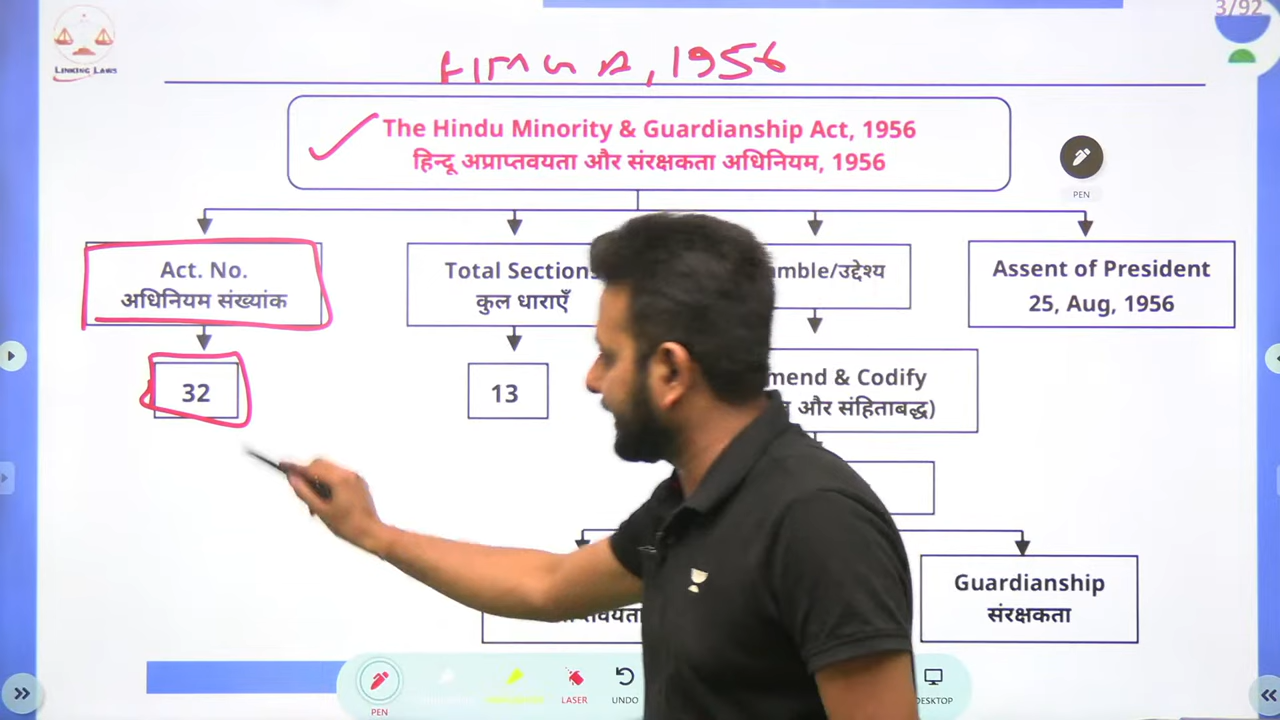 3/92
LINKING LAWS
HMGA, 1956
The Hindu Minority & Guardianship Act, 1956
हिन्दू अप्राप्तवयता और संरक्षकता अधिनियम, 1956
PEN
Act. No.
अधिनियम संख्यांक
Total Sections
कुल धाराएँ
/उद्देश्य
Assent of President
25, Aug, 1956
32
13
& Codify
और संहिताबद्ध)
Guardianship
संरक्षकता
PEN
LASER
UNDO
DESKTOP